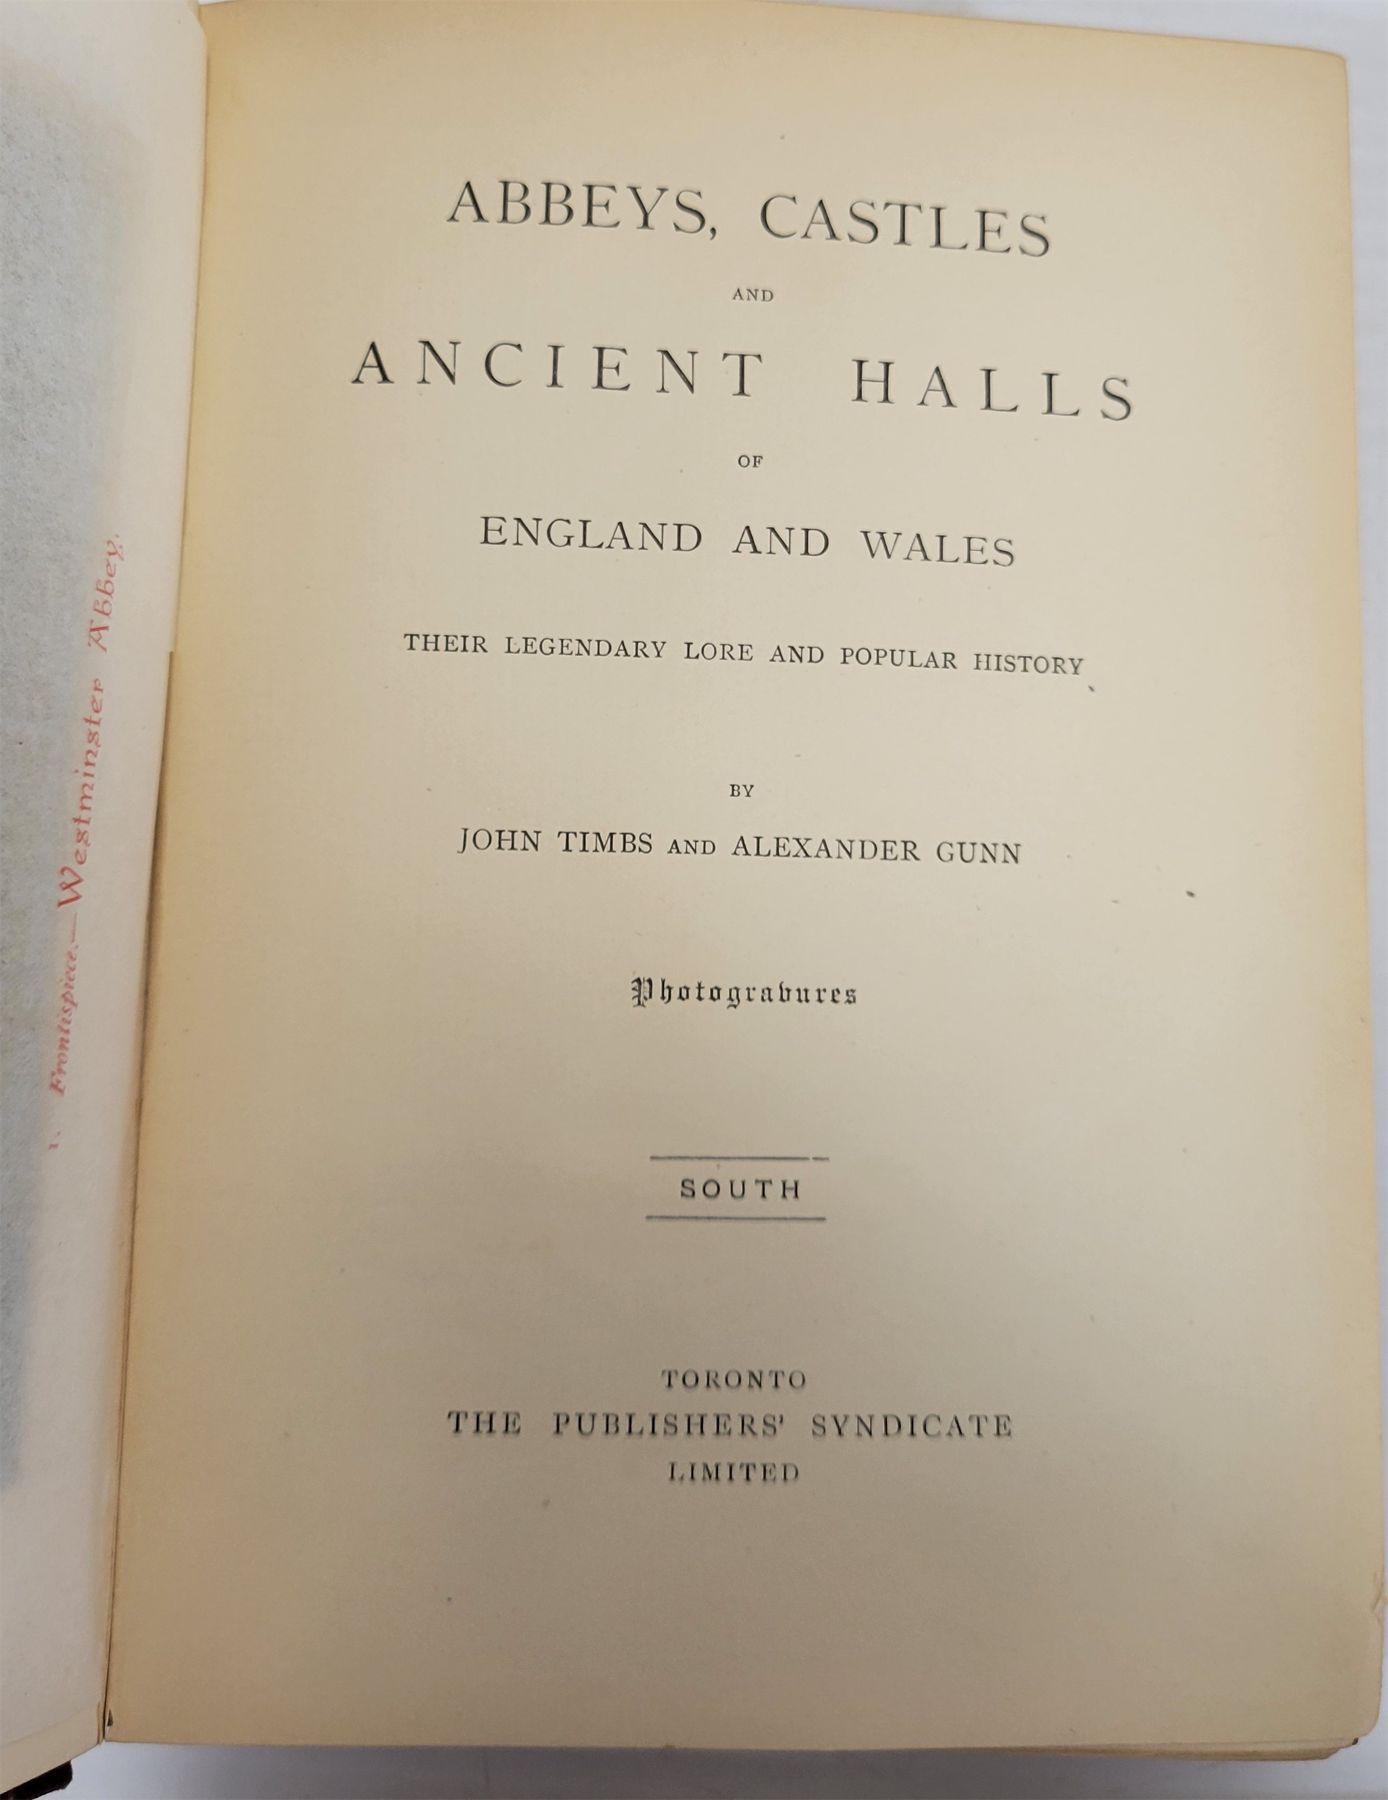 1. Frontispiece.—Westminster Abbey.
ABBEYS, CASTLES
AND
ANCIENT HALLS
OF
ENGLAND AND WALES
THEIR LEGENDARY LORE AND POPULAR HISTORY
BY
JOHN TIMBS AND ALEXANDER GUNN
Photogravures
SOUTH
TORONTO
THE PUBLISHERS' SYNDICATE
LIMITED